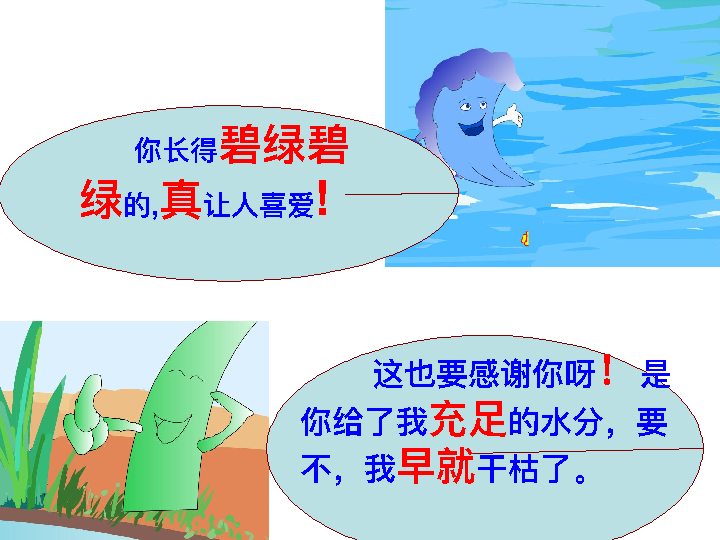 你长得碧绿碧
绿的,真让人喜爱！
这也要感谢你呀！ 是
你给了我充足的水分，要
不，我早就干枯了。